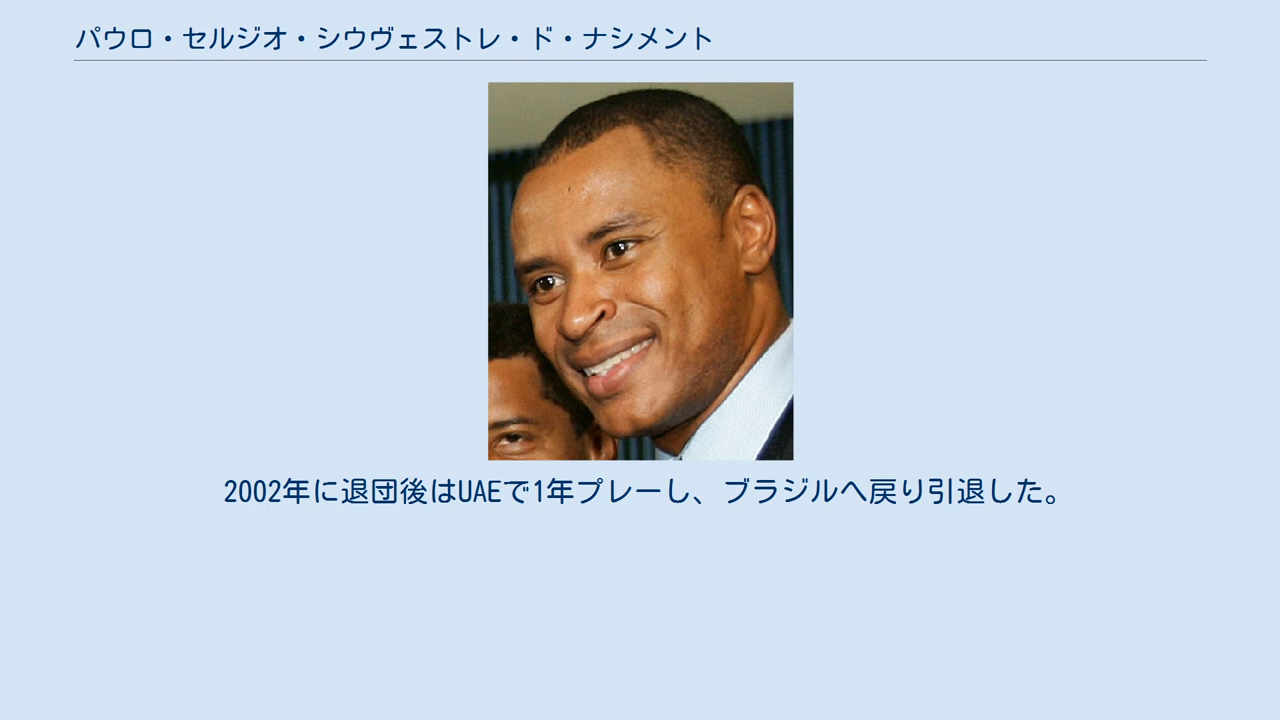 パウロ・セルジオ・シウヴェストレ・ド・ナシメント
2002年に退団後はUAEで1年プレーし、ブラジルへ戻り引退した。